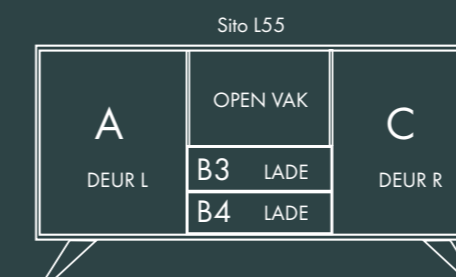 Sito L55
A
DEUR L
OPEN VAK
B3 LADE
B4 LADE
C
DEUR R